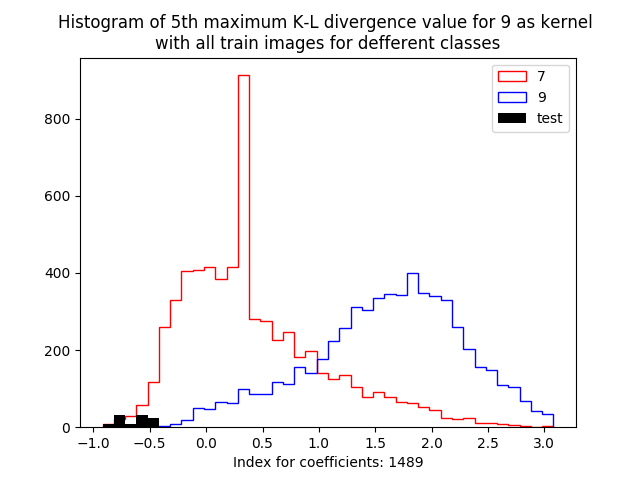 Histogram of 5th maximum K-L divergence value for 9 as kernel
with all train images for defferent classes
7
9
test
800
600
400
200
0
−1.0 −0.5 0.0 0.5 1.0 1.5 2.0 2.5 3.0
Index for coefficients: 1489